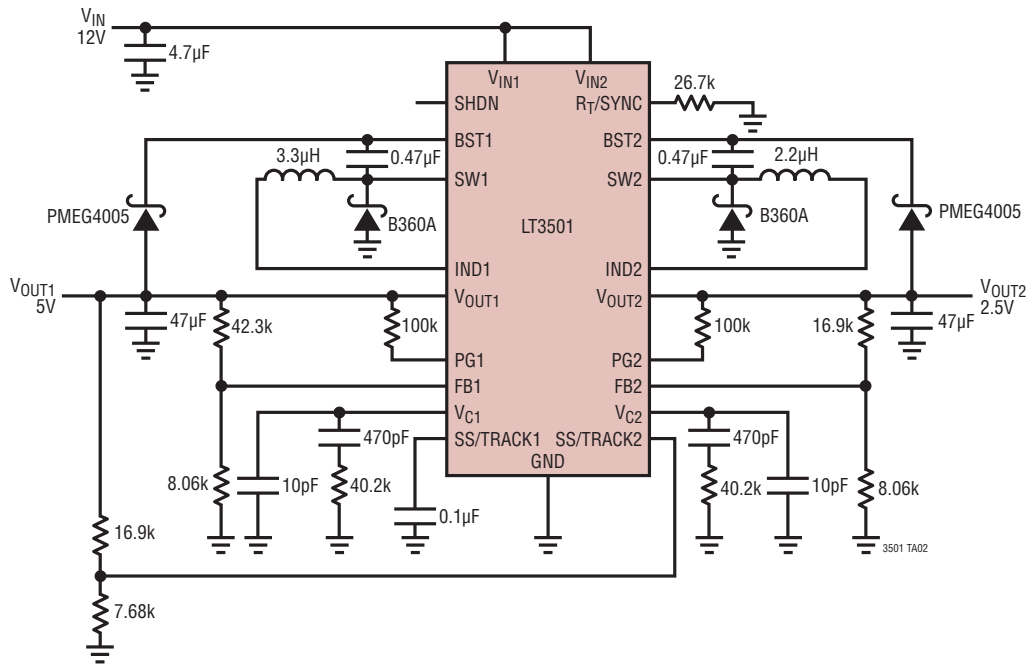 VIN
12V
4.7µF
VIN1
VIN2
SHDN
RT/SYNC
26.7k
BST1
BST2
3.3µH
0.47µF
0.47µF
2.2µH
SW1
SW2
PMEG4005
B360A
LT3501
B360A
PMEG4005
IND1
IND2
VOUT1
5V
VOUT1
VOUT2
VOUT2
2.5V
47µF
42.3k
100k
100k
16.9k
47µF
PG1
PG2
FB1
FB2
VC1
VC2
SS/TRACK1
SS/TRACK2
470pF
470pF
GND
8.06k
10pF
40.2k
40.2k
10pF
8.06k
0.1µF
16.9k
3501 TA02
7.68k